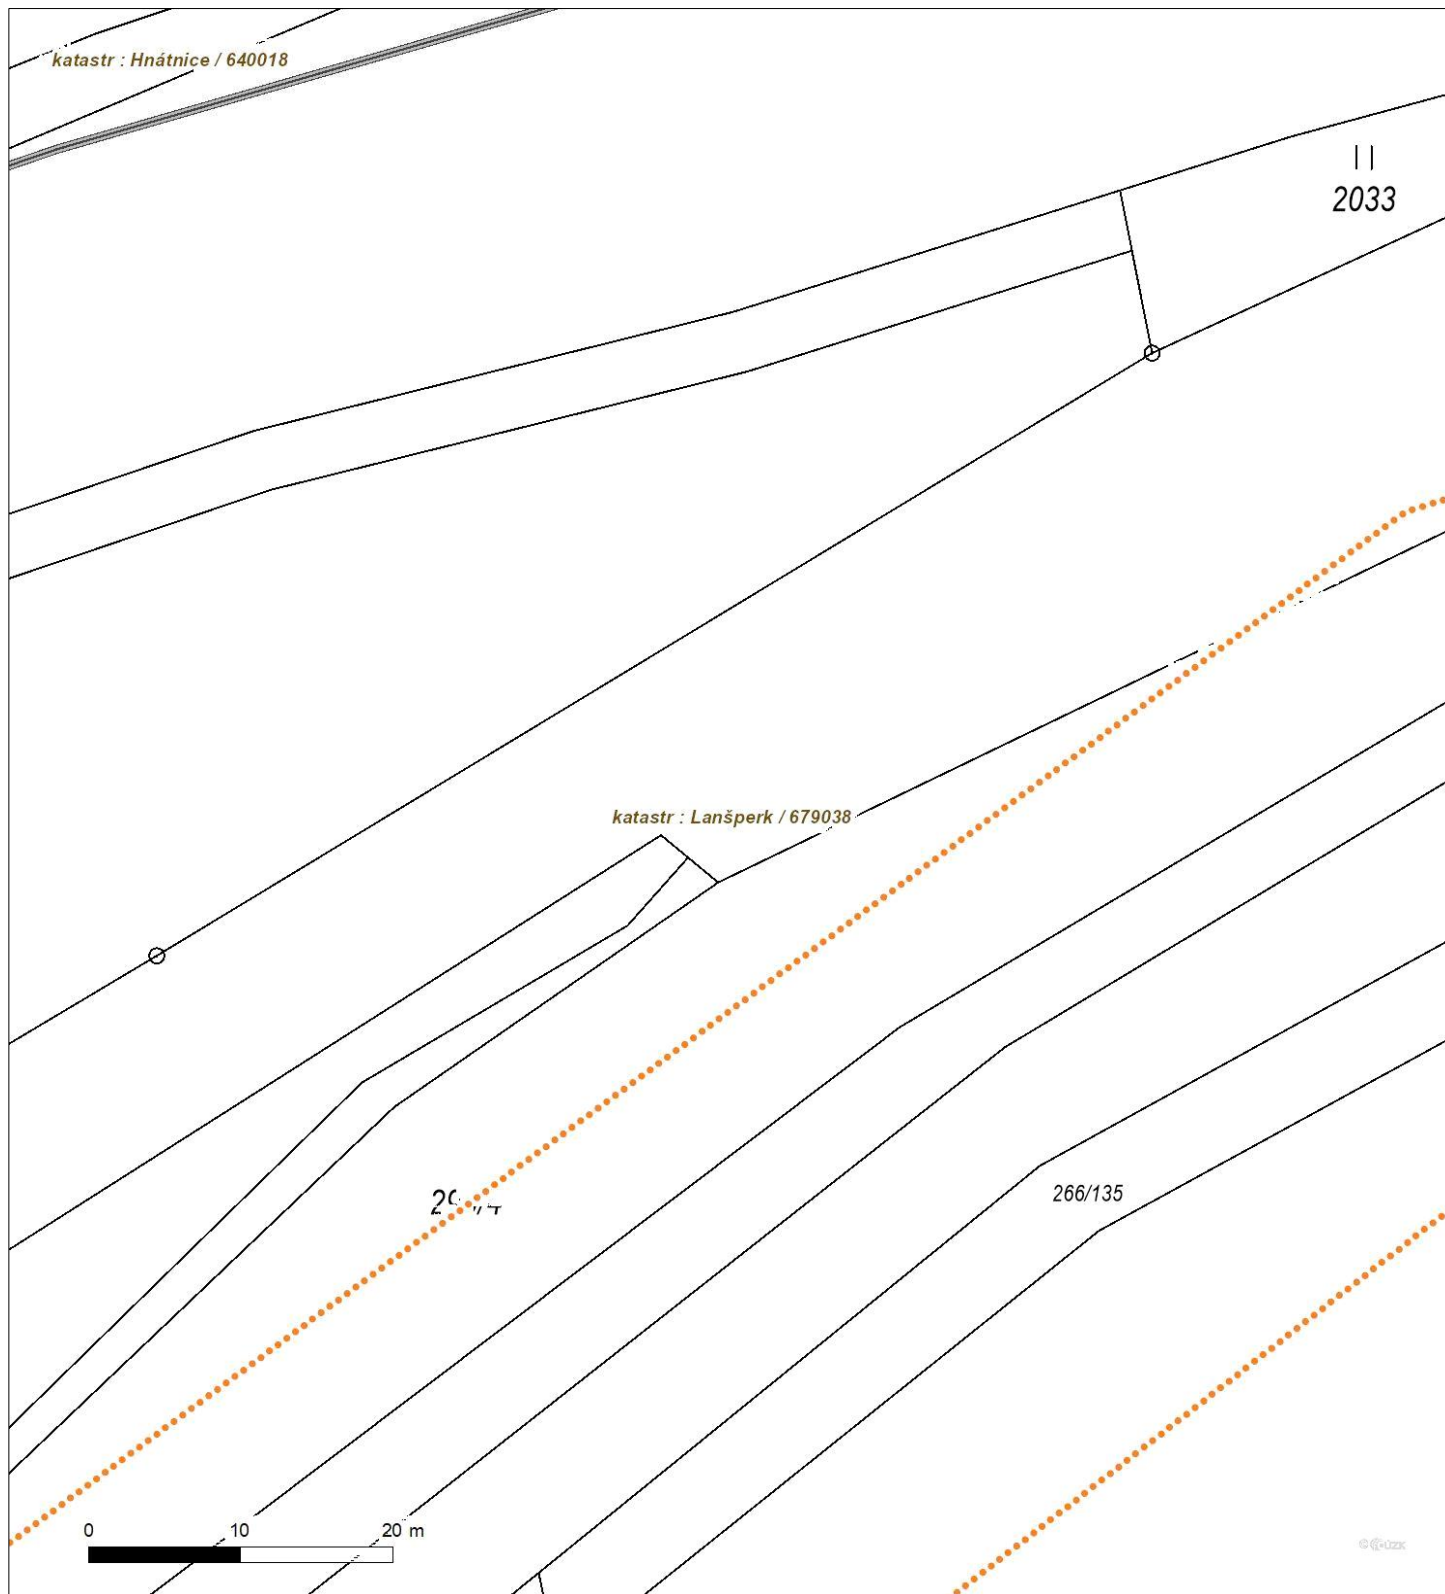 katastr : Hnátnice / 640018
2033
katastr : Lanšperk / 679038
266/135
0 10 20 m